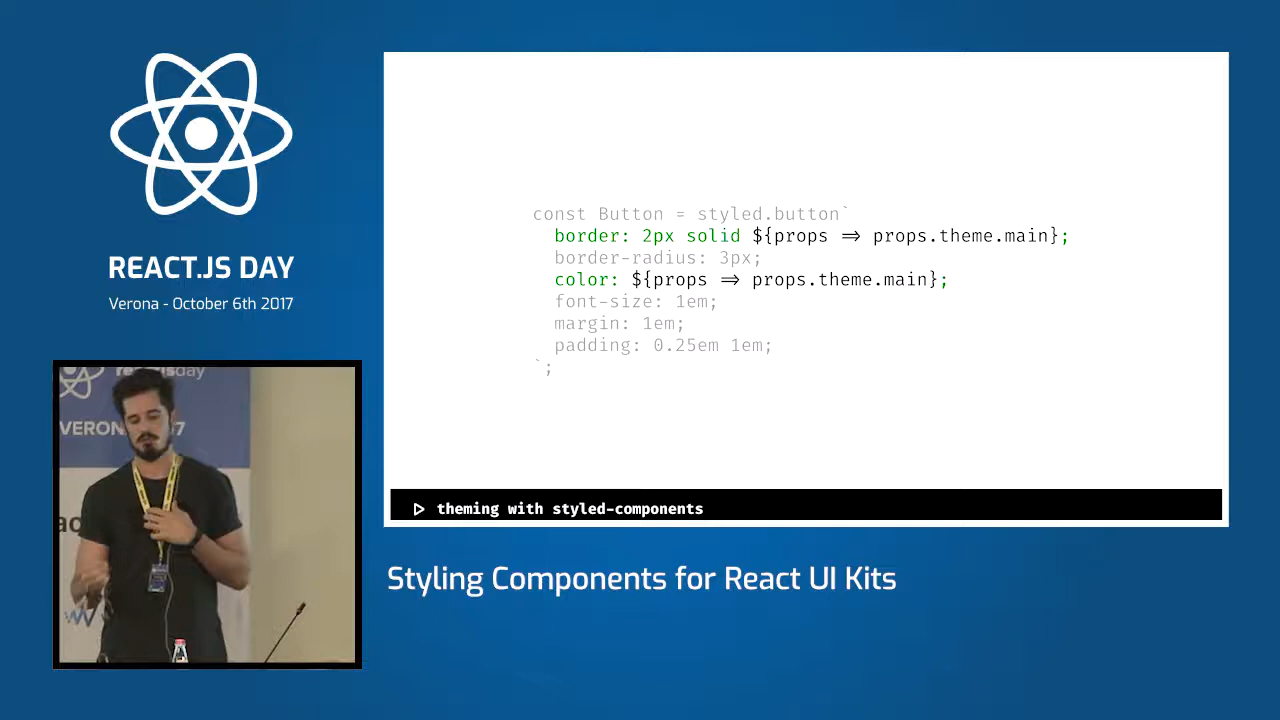 REACT.JS DAY
Verona - October 6th 2017
const Button = styled.button`
border: 2px solid ${props => props.theme.main};
border-radius: 3px;
color: ${props => props.theme.main};
font-size: 1em;
margin: 1em;
padding: 0.25em 1em;
`;
▷ theming with styled-components
Styling Components for React UI Kits
VERON
7